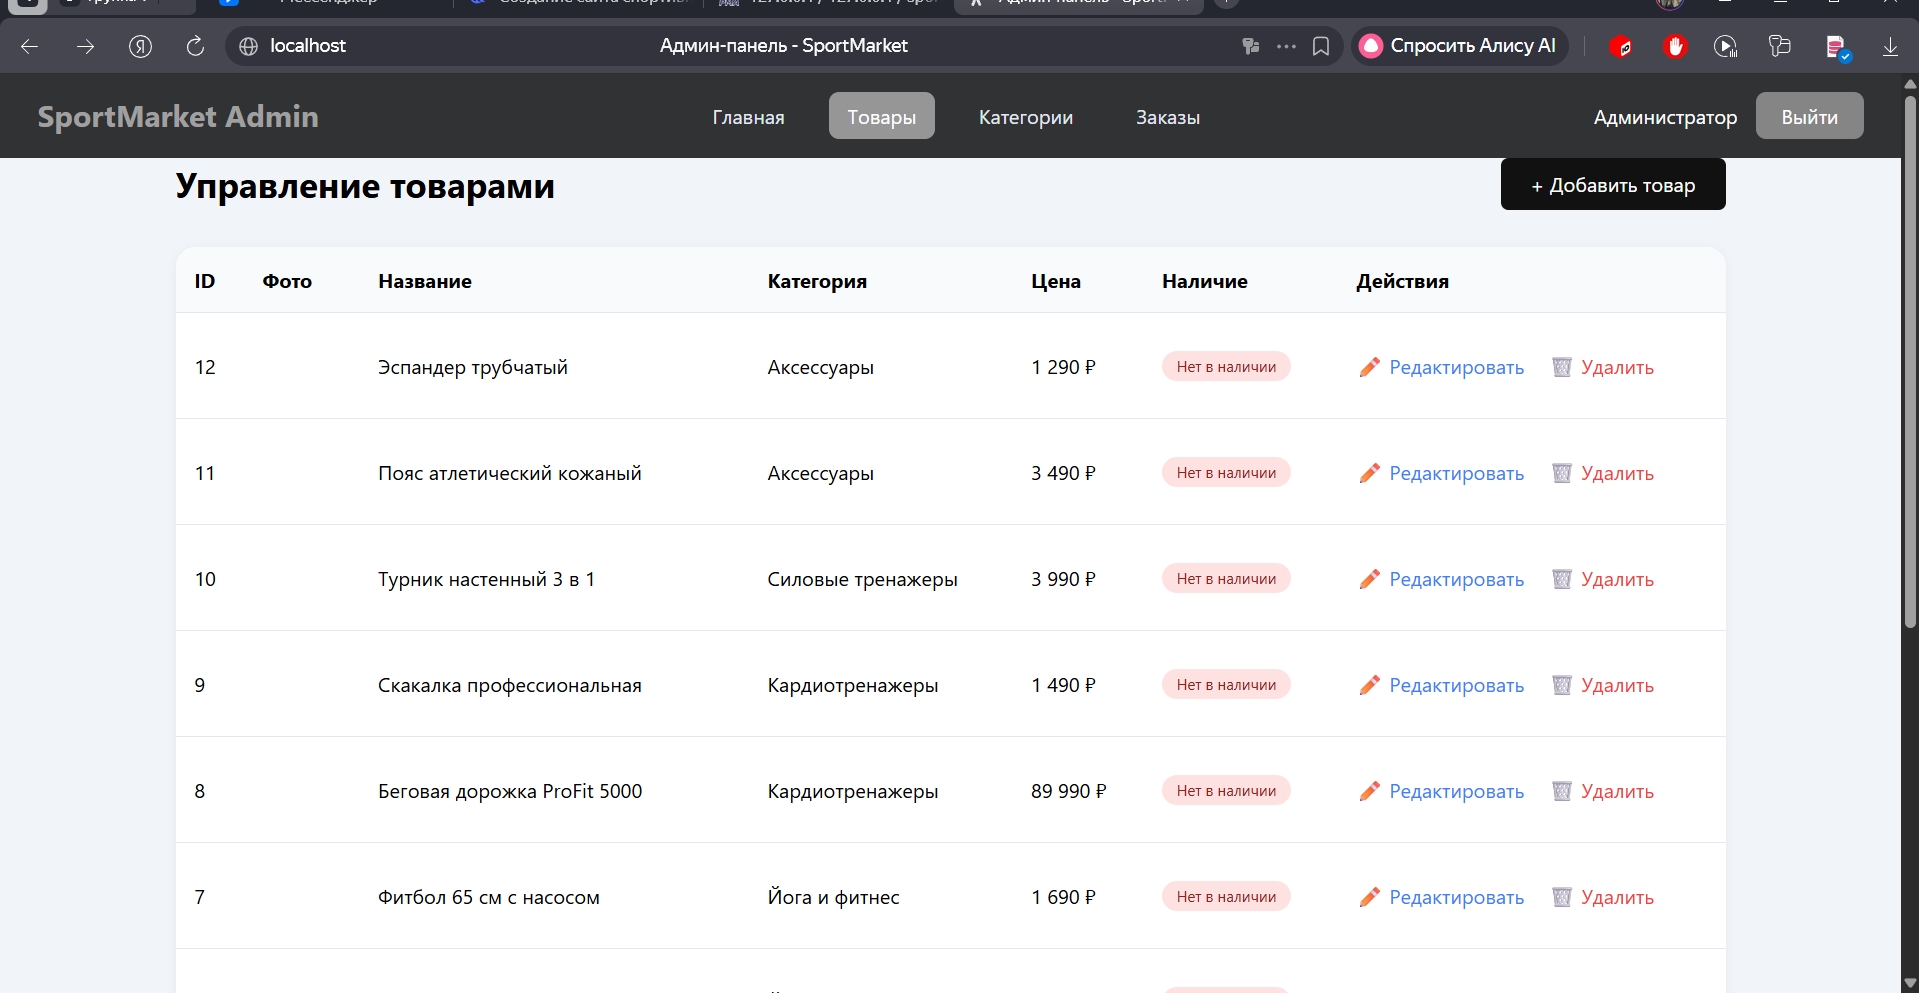 localhost
Админ-панель - SportMarket
Спросить Алису AI
SportMarket Admin
Главная
Товары
Категории
Заказы
Администратор
Выйти
Управление товарами
+ Добавить товар
ID Фото Название Категория Цена Наличие Действия
12 Эспандер трубчатый Аксессуары 1 290 ₽ Нет в наличии Редактировать Удалить
11 Пояс атлетический кожаный Аксессуары 3 490 ₽ Нет в наличии Редактировать Удалить
10 Турник настенный 3 в 1 Силовые тренажеры 3 990 ₽ Нет в наличии Редактировать Удалить
9 Скакалка профессиональная Кардиотренажеры 1 490 ₽ Нет в наличии Редактировать Удалить
8 Беговая дорожка ProFit 5000 Кардиотренажеры 89 990 ₽ Нет в наличии Редактировать Удалить
7 Фитбол 65 см с насосом Йога и фитнес 1 690 ₽ Нет в наличии Редактировать Удалить